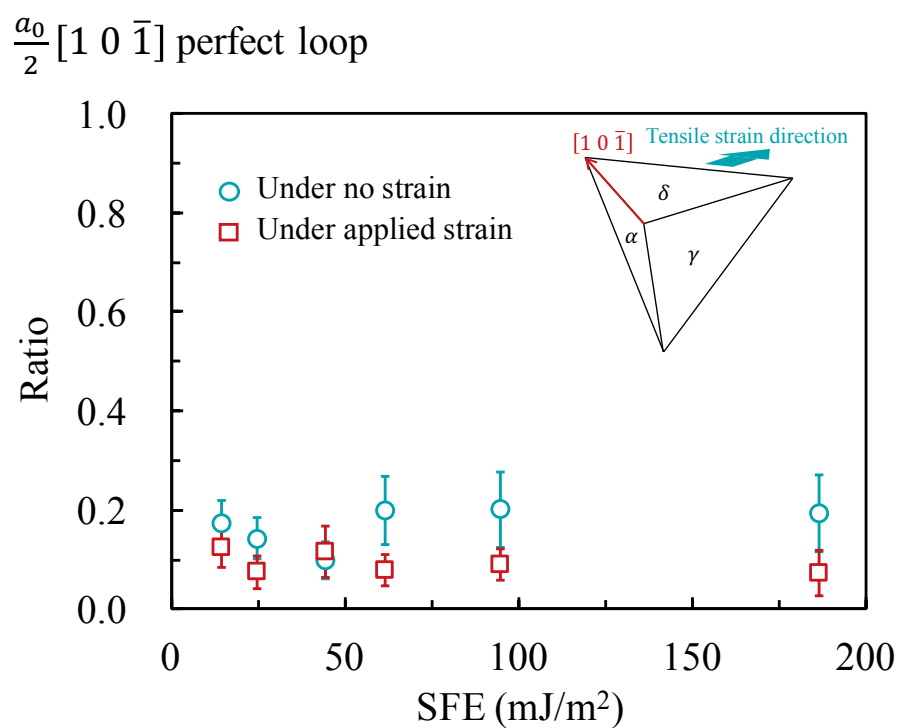 a₀/2 [1 0 1̅] perfect loop
1.0
0.8
0.6
0.4
0.2
0.0
Ratio
Under no strain
Under applied strain
[1 0 1̅]
Tensile strain direction
δ
α
γ
0 50 100 150 200
SFE (mJ/m²)